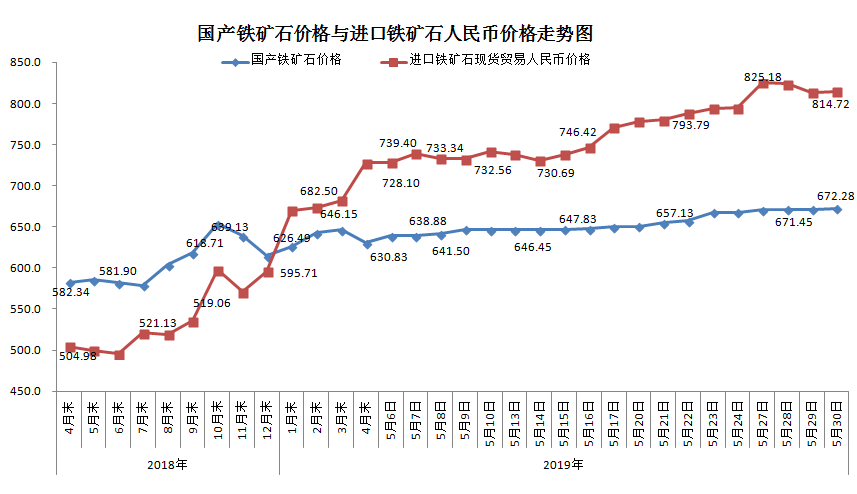 国产铁矿石价格与进口铁矿石人民币价格走势图
国产铁矿石价格 进口铁矿石现货贸易人民币价格
850.0
800.0
750.0
700.0
650.0
600.0
550.0
500.0
450.0
582.34
581.90
618.71
639.13
626.49
646.15
630.83
638.88
641.50
646.45
647.83
657.13
671.45
672.28
504.98
521.13
519.06
595.71
682.50
728.10
739.40
733.34
732.56
730.69
746.42
793.79
825.18
814.72
4月末
5月末
6月末
7月末
8月末
9月末
10月末
11月末
12月末
1月末
2月末
3月末
4月末
5月6日
5月7日
5月8日
5月9日
5月10日
5月13日
5月14日
5月15日
5月16日
5月17日
5月20日
5月21日
5月22日
5月23日
5月24日
5月27日
5月28日
5月29日
5月30日
2018年 2019年